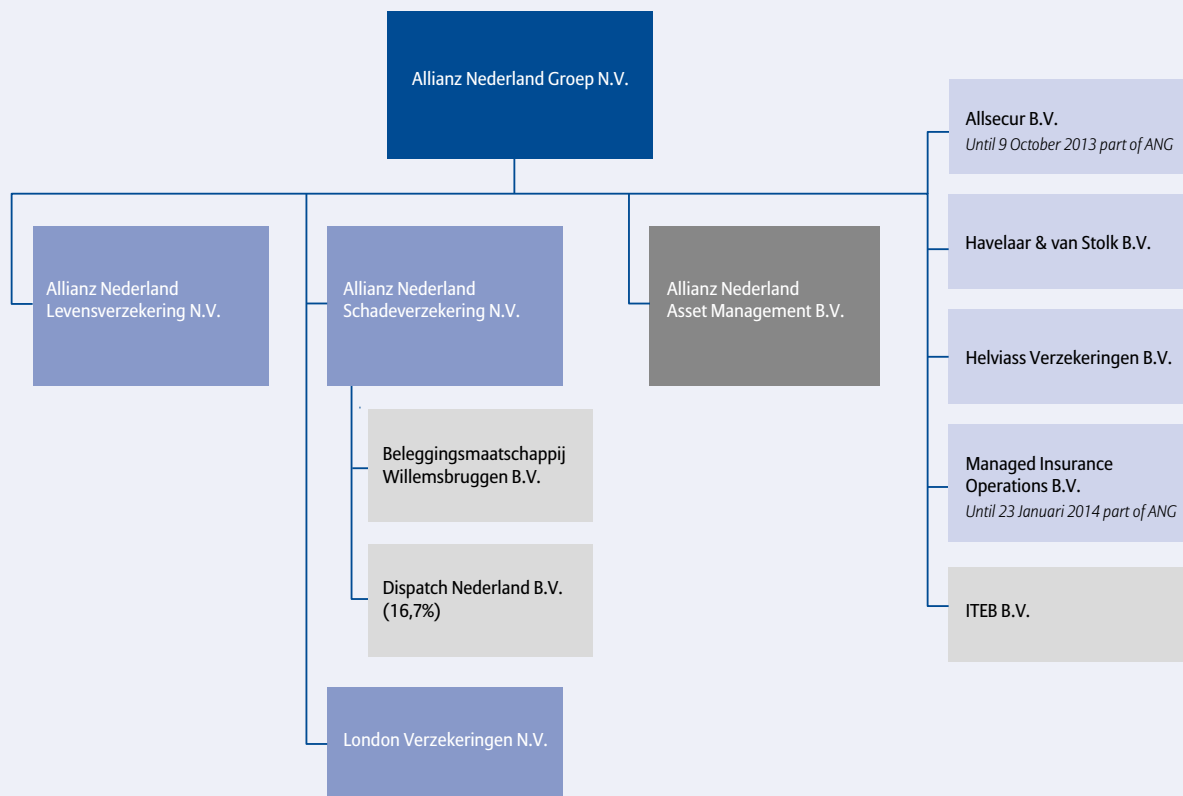 Allianz Nederland Groep N.V.
Allianz Nederland
Levensverzekering N.V.
Allianz Nederland
Schadeverzekering N.V.
Beleggingsmaatschappij
Willemsbruggen B.V.
Dispatch Nederland B.V.
(16,7%)
London Verzekeringen N.V.
Allianz Nederland
Asset Management B.V.
Allsecur B.V.
Until 9 October 2013 part of ANG
Havelaar & van Stolk B.V.
Helviass Verzekeringen B.V.
Managed Insurance
Operations B.V.
Until 23 Januari 2014 part of ANG
ITEB B.V.